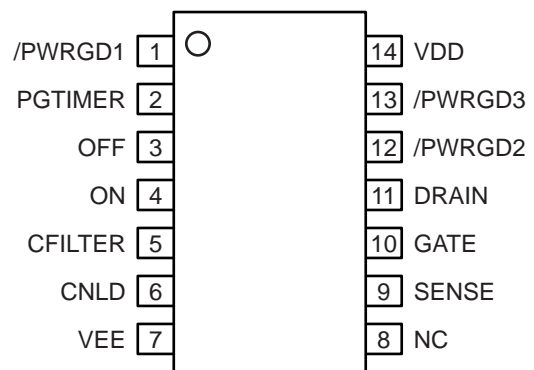 /PWRGD1 1 14 VDD
PGTIMER 2 13 /PWRGD3
OFF 3 12 /PWRGD2
ON 4 11 DRAIN
CFILTER 5 10 GATE
CNLD 6 9 SENSE
VEE 7 8 NC